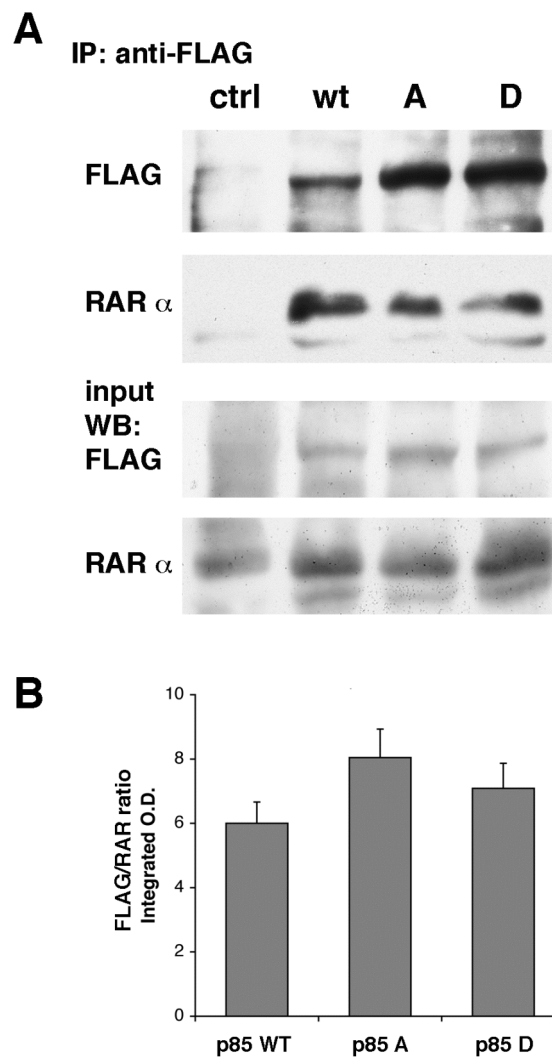 A
IP: anti-FLAG
ctrl wt A D
FLAG
RAR α
input
WB:
FLAG
RAR α
B
10
8
6
4
2
0
FLAG/RAR ratio
Integrated O.D.
p85 WT p85 A p85 D